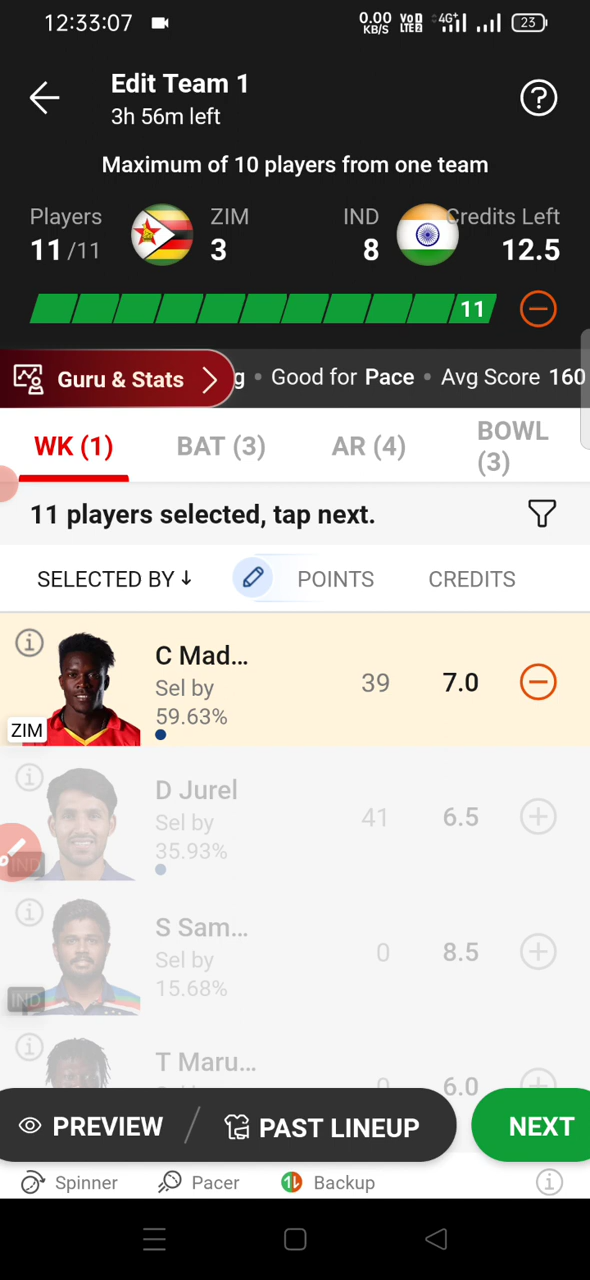 12:33:07
0.00 KB/S VoD LTE2 4G+ 23
Edit Team 1
3h 56m left
Maximum of 10 players from one team
Players ZIM IND Credits Left
11/11 3 8 12.5
11
Guru & Stats g • Good for Pace • Avg Score 160
WK (1) BAT (3) AR (4) BOWL (3)
11 players selected, tap next.
SELECTED BY ↓ POINTS CREDITS
C Mad...
Sel by
59.63%
39 7.0
ZIM
D Jurel
Sel by
35.93%
41 6.5
IND
S Sam...
Sel by
15.68%
0 8.5
IND
T Maru...
0 6.0
PREVIEW / PAST LINEUP NEXT
Spinner Pacer Backup